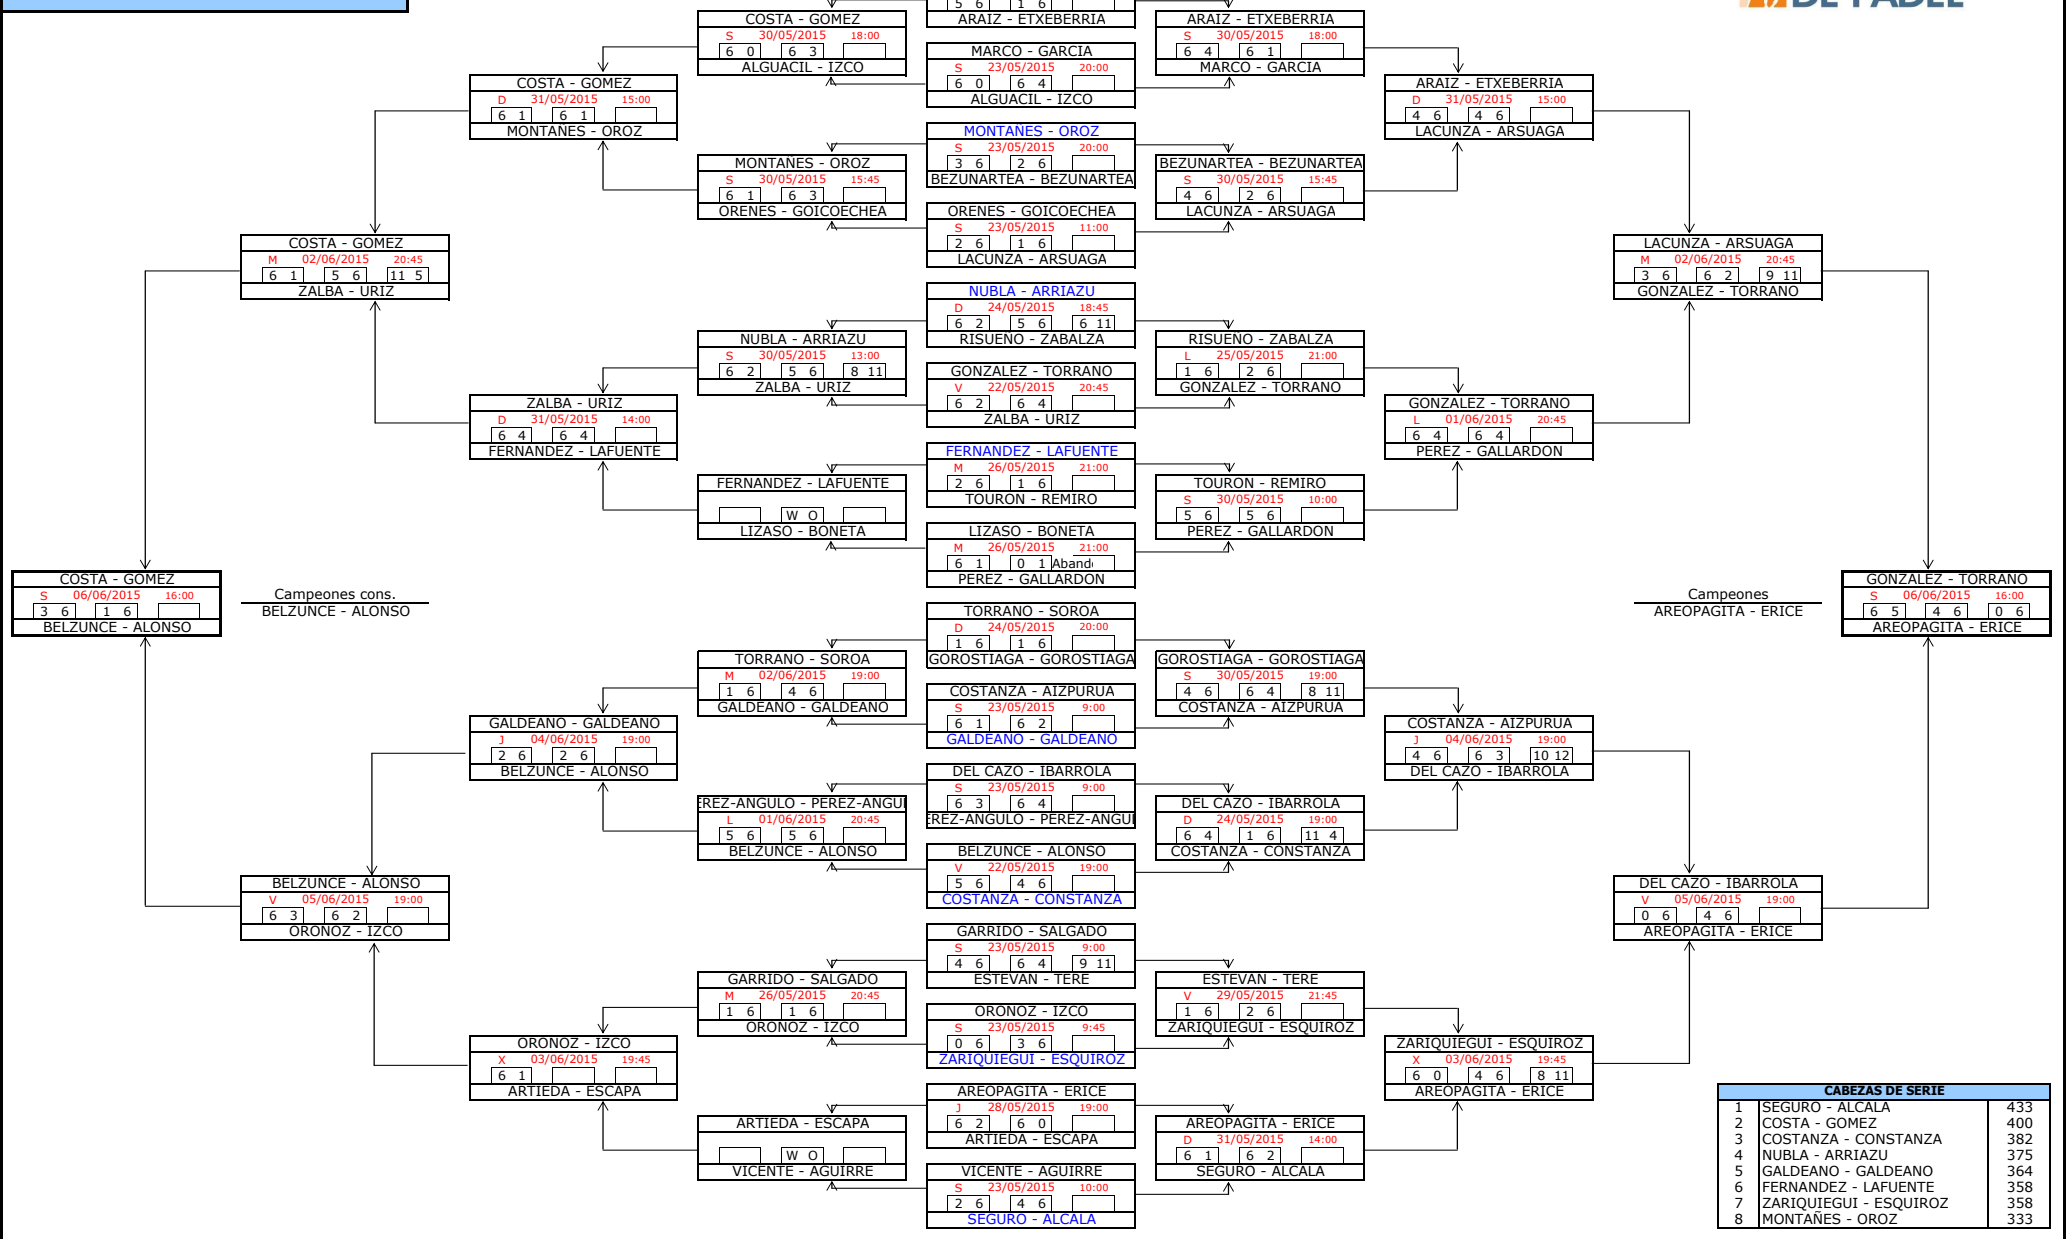 DE PADEL
5 6 1 6
ARAIZ - ETXEBERRIA
COSTA - GOMEZ
S 30/05/2015 18:00
6 0 6 3
ALGUACIL - IZCO
MARCO - GARCIA
S 23/05/2015 20:00
6 0 6 4
ALGUACIL - IZCO
ARAIZ - ETXEBERRIA
S 30/05/2015 18:00
6 4 6 1
MARCO - GARCIA
COSTA - GOMEZ
D 31/05/2015 15:00
6 1 6 1
MONTAÑES - OROZ
ARAIZ - ETXEBERRIA
D 31/05/2015 15:00
4 6 4 6
LACUNZA - ARSUAGA
MONTAÑES - OROZ
S 23/05/2015 20:00
3 6 2 6
BEZUNARTEA - BEZUNARTEA
MONTAÑES - OROZ
S 30/05/2015 15:45
6 1 6 3
ORENES - GOICOECHEA
BEZUNARTEA - BEZUNARTEA
S 30/05/2015 15:45
4 6 2 6
LACUNZA - ARSUAGA
ORENES - GOICOECHEA
S 23/05/2015 11:00
2 6 1 6
LACUNZA - ARSUAGA
COSTA - GOMEZ
M 02/06/2015 20:45
6 1 5 6 11 5
ZALBA - URIZ
LACUNZA - ARSUAGA
M 02/06/2015 20:45
3 6 6 2 9 11
GONZALEZ - TORRANO
NUBLA - ARRIAZU
D 24/05/2015 18:45
6 2 5 6 6 11
RISUEÑO - ZABALZA
NUBLA - ARRIAZU
S 30/05/2015 13:00
6 2 5 6 8 11
ZALBA - URIZ
RISUEÑO - ZABALZA
L 25/05/2015 21:00
1 6 2 6
GONZALEZ - TORRANO
GONZALEZ - TORRANO
V 22/05/2015 20:45
6 2 6 4
ZALBA - URIZ
ZALBA - URIZ
D 31/05/2015 14:00
6 4 6 4
FERNANDEZ - LAFUENTE
GONZALEZ - TORRANO
L 01/06/2015 20:45
6 4 6 4
PEREZ - GALLARDON
FERNANDEZ - LAFUENTE
M 26/05/2015 21:00
2 6 1 6
TOURON - REMIRO
FERNANDEZ - LAFUENTE
W O
LIZASO - BONETA
TOURON - REMIRO
S 30/05/2015 10:00
5 6 5 6
PEREZ - GALLARDON
LIZASO - BONETA
M 26/05/2015 21:00
6 1 0 1 Aband
PEREZ - GALLARDON
COSTA - GOMEZ
S 06/06/2015 16:00
3 6 1 6
BELZUNCE - ALONSO
Campeones cons.
BELZUNCE - ALONSO
Campeones
AREOPAGITA - ERICE
GONZALEZ - TORRANO
S 06/06/2015 16:00
6 5 4 6 0 6
AREOPAGITA - ERICE
TORRANO - SOROA
D 24/05/2015 20:00
1 6 1 6
GOROSTIAGA - GOROSTIAGA
TORRANO - SOROA
M 02/06/2015 19:00
1 6 4 6
GALDEANO - GALDEANO
GOROSTIAGA - GOROSTIAGA
S 30/05/2015 19:00
4 6 6 4 8 11
COSTANZA - AIZPURUA
COSTANZA - AIZPURUA
S 23/05/2015 9:00
6 1 6 2
GALDEANO - GALDEANO
GALDEANO - GALDEANO
J 04/06/2015 19:00
2 6 2 6
BELZUNCE - ALONSO
COSTANZA - AIZPURUA
J 04/06/2015 19:00
4 6 6 3 10 12
DEL CAZO - IBARROLA
DEL CAZO - IBARROLA
S 23/05/2015 9:00
6 3 6 4
EREZ-ANGULO - PEREZ-ANGUL
EREZ-ANGULO - PEREZ-ANGUL
L 01/06/2015 20:45
5 6 5 6
BELZUNCE - ALONSO
DEL CAZO - IBARROLA
D 24/05/2015 19:00
6 4 1 6 11 4
COSTANZA - CONSTANZA
BELZUNCE - ALONSO
V 22/05/2015 19:00
5 6 4 6
COSTANZA - CONSTANZA
BELZUNCE - ALONSO
V 05/06/2015 19:00
6 3 6 2
ORONOZ - IZCO
DEL CAZO - IBARROLA
V 05/06/2015 19:00
0 6 4 6
AREOPAGITA - ERICE
GARRIDO - SALGADO
S 23/05/2015 9:00
4 6 6 4 9 11
ESTEVAN - TERE
GARRIDO - SALGADO
M 26/05/2015 20:45
1 6 1 6
ORONOZ - IZCO
ESTEVAN - TERE
V 29/05/2015 21:45
1 6 2 6
ZARIQUIEGUI - ESQUIROZ
ORONOZ - IZCO
S 23/05/2015 9:45
0 6 3 6
ZARIQUIEGUI - ESQUIROZ
ORONOZ - IZCO
X 03/06/2015 19:45
6 1
ARTIEDA - ESCAPA
ZARIQUIEGUI - ESQUIROZ
X 03/06/2015 19:45
6 0 4 6 8 11
AREOPAGITA - ERICE
AREOPAGITA - ERICE
J 28/05/2015 19:00
6 2 6 0
ARTIEDA - ESCAPA
ARTIEDA - ESCAPA
W O
VICENTE - AGUIRRE
AREOPAGITA - ERICE
D 31/05/2015 14:00
6 1 6 2
SEGURO - ALCALA
VICENTE - AGUIRRE
S 23/05/2015 10:00
2 6 4 6
SEGURO - ALCALA
CABEZAS DE SERIE
1 SEGURO - ALCALA 433
2 COSTA - GOMEZ 400
3 COSTANZA - CONSTANZA 382
4 NUBLA - ARRIAZU 375
5 GALDEANO - GALDEANO 364
6 FERNANDEZ - LAFUENTE 358
7 ZARIQUIEGUI - ESQUIROZ 358
8 MONTAÑES - OROZ 333